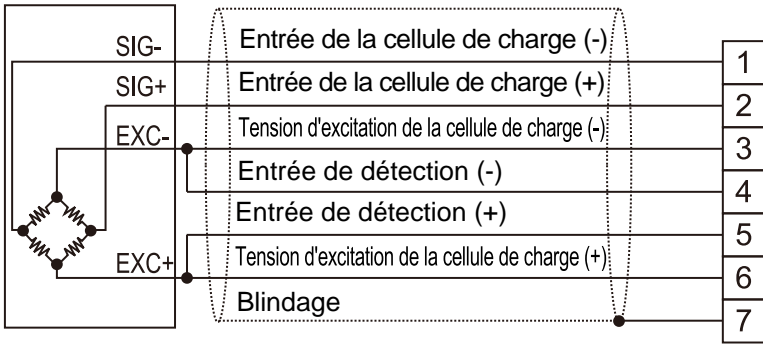 SIG-
Entrée de la cellule de charge (-)
1
SIG+
Entrée de la cellule de charge (+)
2
EXC-
Tension d'excitation de la cellule de charge (-)
3
Entrée de détection (-)
4
Entrée de détection (+)
5
EXC+
Tension d'excitation de la cellule de charge (+)
6
Blindage
7